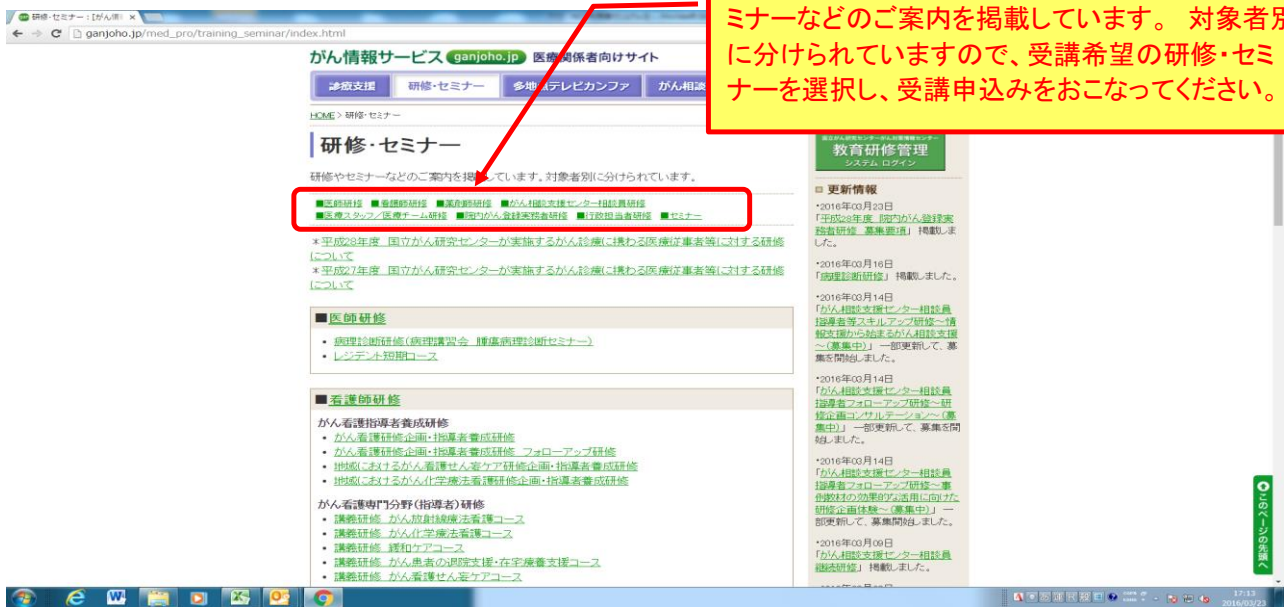 研修・セミナー：[がん情
ganjoho.jp/med_pro/training_seminar/index.html
ミナーなどのご案内を掲載しています。 対象者別
に分けられていますので、受講希望の研修・セミ
ナーを選択し、受講申込みをおこなってください。
がん情報サービス ganjoho.jp 医療関係者向けサイト
診療支援 研修・セミナー 多地点テレビカンファ がん相談
HOME > 研修・セミナー
研修・セミナー
研修やセミナーなどのご案内を掲載しています。対象者別に分けられています。
■医師研修 ■看護師研修 ■薬剤師研修 ■がん相談支援センター相談員研修
■医療スタッフ／医療チーム研修 ■院内がん登録実務者研修 ■行政担当者研修 ■セミナー
＊平成28年度 国立がん研究センターが実施するがん診療に携わる医療従事者等に対する研修
について
＊平成27年度 国立がん研究センターが実施するがん診療に携わる医療従事者等に対する研修
について
■医師研修
・ 病理診断研修(病理講習会 腫瘍病理診断セミナー)
・ レジデント短期コース
■看護師研修
がん看護指導者養成研修
・ がん看護研修企画・指導者養成研修
・ がん看護研修企画・指導者養成研修 フォローアップ研修
・ 地域におけるがん看護せん妄ケア研修企画・指導者養成研修
・ 地域におけるがん化学療法看護研修企画・指導者養成研修
がん看護専門分野(指導者)研修
・ 講義研修 がん放射線療法看護コース
・ 講義研修 がん化学療法看護コース
・ 講義研修 緩和ケアコース
・ 講義研修 がん患者の退院支援・在宅療養支援コース
・ 講義研修 がん看護せん妄ケアコース
国立がん研究センターがん対策情報センター
教育研修管理
システム ログイン
更新情報
・2016年03月23日
「平成28年度 院内がん登録実
務者研修 募集要項」 掲載しま
した。
・2016年03月16日
「病理診断研修」 掲載しました。
・2016年03月14日
「がん相談支援センター相談員
指導者等スキルアップ研修～情
報支援から始まるがん相談支援
～(募集中)」 一部更新して、募
集を開始しました。
・2016年03月14日
「がん相談支援センター相談員
指導者フォローアップ研修～研
修企画コンサルテーション～(募
集中)」 一部更新して、募集を開
始しました。
・2016年03月14日
「がん相談支援センター相談員
指導者フォローアップ研修～事
例教材の効果的な活用に向けた
研修企画体験～(募集中)」 一
部更新して、募集開始しました。
・2016年03月09日
「がん相談支援センター相談員
継続研修」 掲載しました。
このページの先頭へ
17:13
2016/03/23